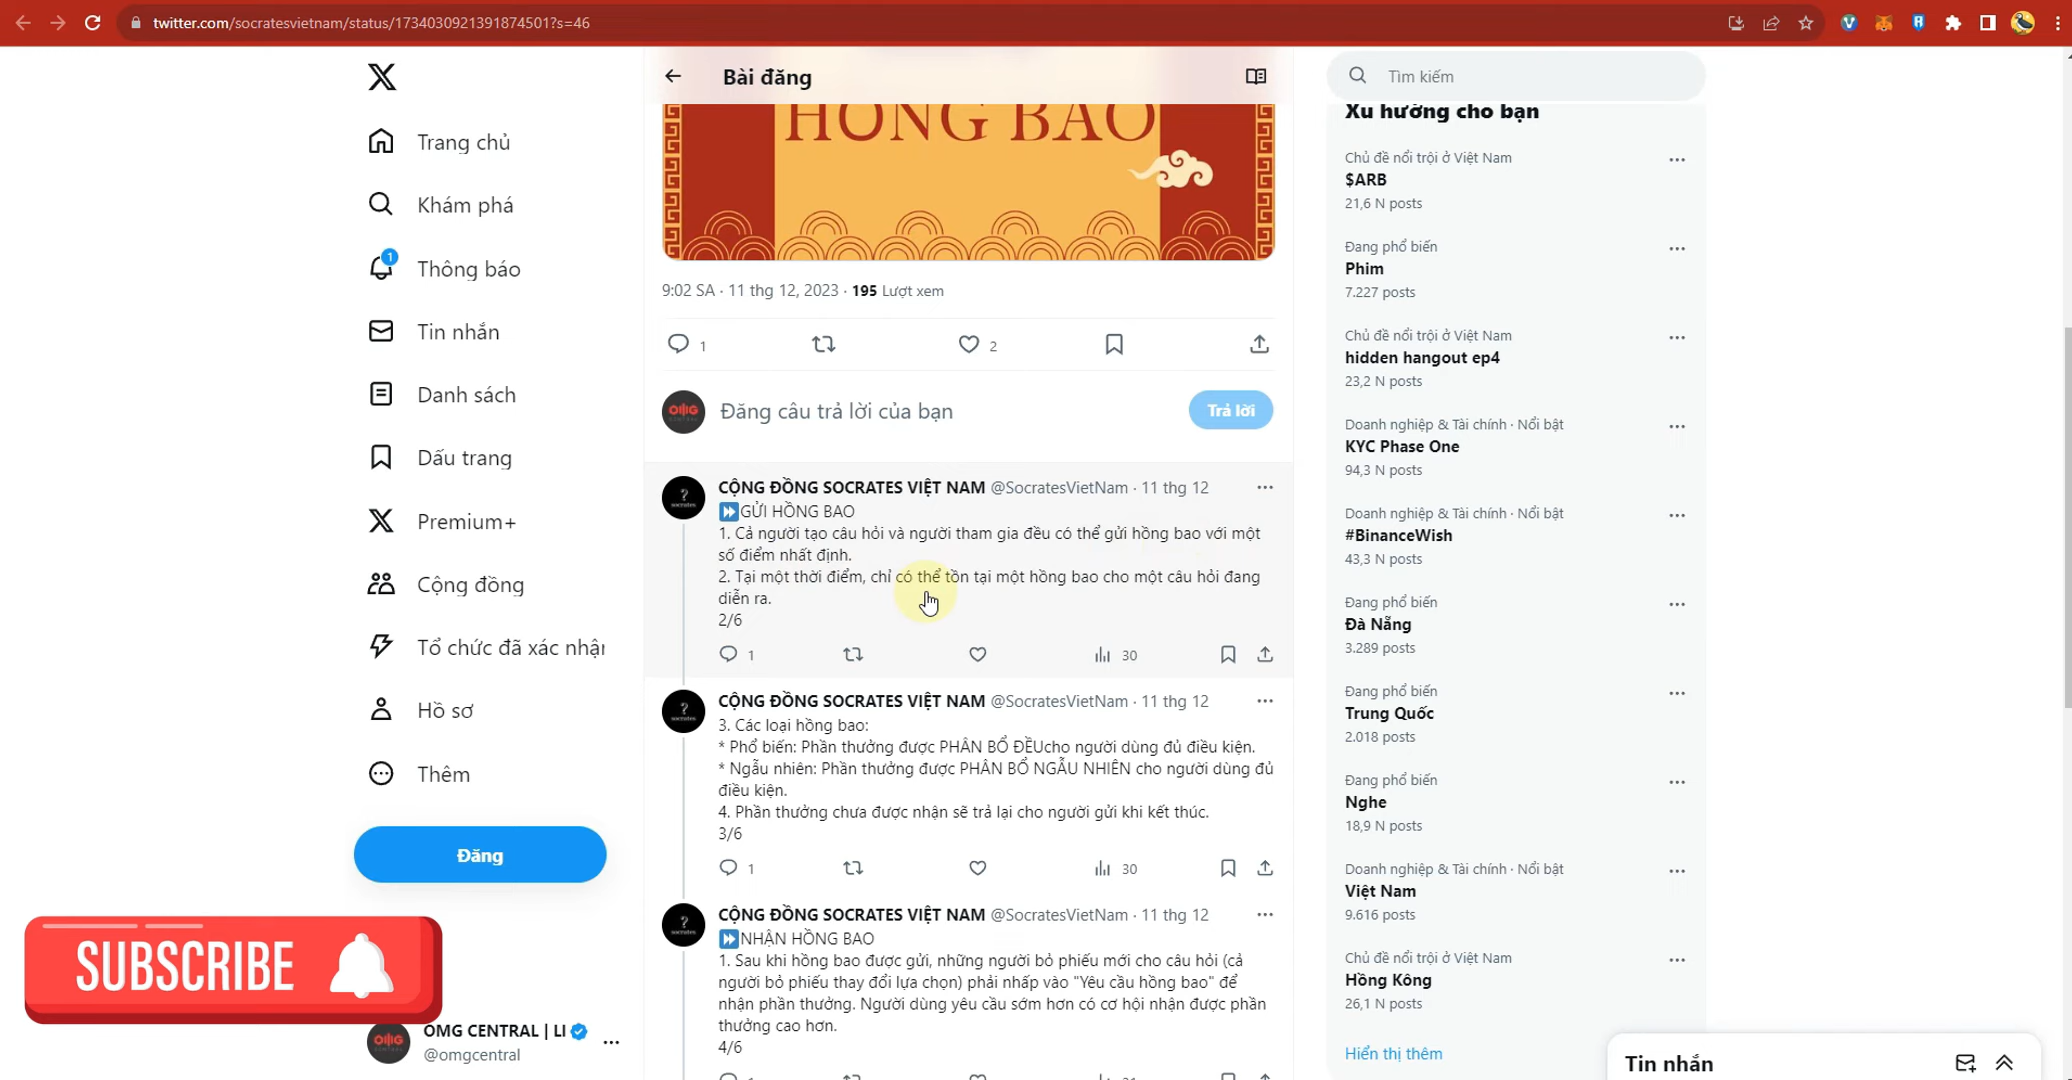 twitter.com/socratesvietnam/status/1734030921391874501?s=46
Trang chủ
Khám phá
1
Thông báo
Tin nhắn
Danh sách
Dấu trang
Premium+
Cộng đồng
Tổ chức đã xác nhận
Hồ sơ
Thêm
Đăng
SUBSCRIBE
OMG CENTRAL | LI
@omgcentral
Bài đăng
HỒNG BAO
9:02 SA · 11 thg 12, 2023 · 195 Lượt xem
1
2
OMG
Đăng câu trả lời của bạn
Trả lời
CỘNG ĐỒNG SOCRATES VIỆT NAM @SocratesVietNam · 11 thg 12
⏩GỬI HỒNG BAO
1. Cả người tạo câu hỏi và người tham gia đều có thể gửi hồng bao với một
số điểm nhất định.
2. Tại một thời điểm, chỉ có thể tồn tại một hồng bao cho một câu hỏi đang
diễn ra.
2/6
1
30
CỘNG ĐỒNG SOCRATES VIỆT NAM @SocratesVietNam · 11 thg 12
3. Các loại hồng bao:
* Phổ biến: Phần thưởng được PHÂN BỔ ĐỀUcho người dùng đủ điều kiện.
* Ngẫu nhiên: Phần thưởng được PHÂN BỔ NGẪU NHIÊN cho người dùng đủ
điều kiện.
4. Phần thưởng chưa được nhận sẽ trả lại cho người gửi khi kết thúc.
3/6
1
30
CỘNG ĐỒNG SOCRATES VIỆT NAM @SocratesVietNam · 11 thg 12
⏩NHẬN HỒNG BAO
1. Sau khi hồng bao được gửi, những người bỏ phiếu mới cho câu hỏi (cả
người bỏ phiếu thay đổi lựa chọn) phải nhấp vào "Yêu cầu hồng bao" để
nhận phần thưởng. Người dùng yêu cầu sớm hơn có cơ hội nhận được phần
thưởng cao hơn.
4/6
Tìm kiếm
Xu hướng cho bạn
Chủ đề nổi trội ở Việt Nam
$ARB
21,6 N posts
Đang phổ biến
Phim
7.227 posts
Chủ đề nổi trội ở Việt Nam
hidden hangout ep4
23,2 N posts
Doanh nghiệp & Tài chính · Nổi bật
KYC Phase One
94,3 N posts
Doanh nghiệp & Tài chính · Nổi bật
#BinanceWish
43,3 N posts
Đang phổ biến
Đà Nẵng
3.289 posts
Đang phổ biến
Trung Quốc
2.018 posts
Đang phổ biến
Nghe
18,9 N posts
Doanh nghiệp & Tài chính · Nổi bật
Việt Nam
9.616 posts
Chủ đề nổi trội ở Việt Nam
Hồng Kông
26,1 N posts
Hiển thị thêm
Tin nhắn